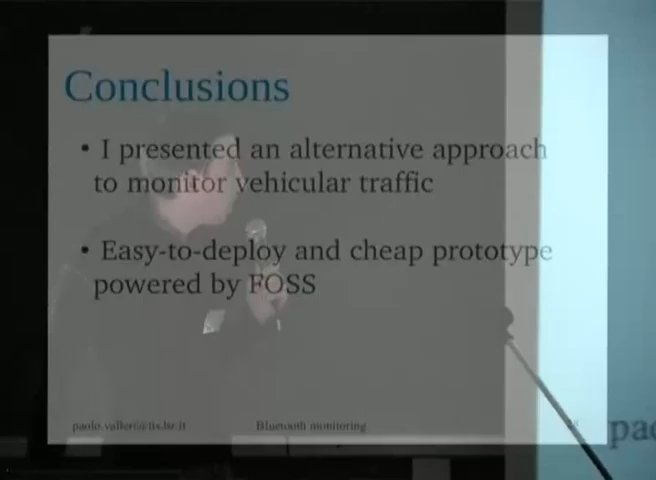 Conclusions
• I presented an alternative approach
to monitor vehicular traffic
• Easy-to-deploy and cheap prototype
powered by FOSS
Bluetooth monitoring